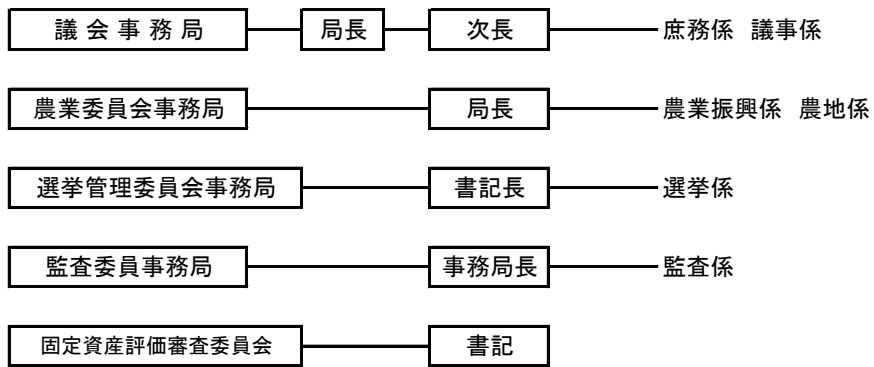 議 会 事 務 局 局長 次長 庶務係 議事係
農業委員会事務局 局長 農業振興係 農地係
選挙管理委員会事務局 書記長 選挙係
監査委員事務局 事務局長 監査係
固定資産評価審査委員会 書記